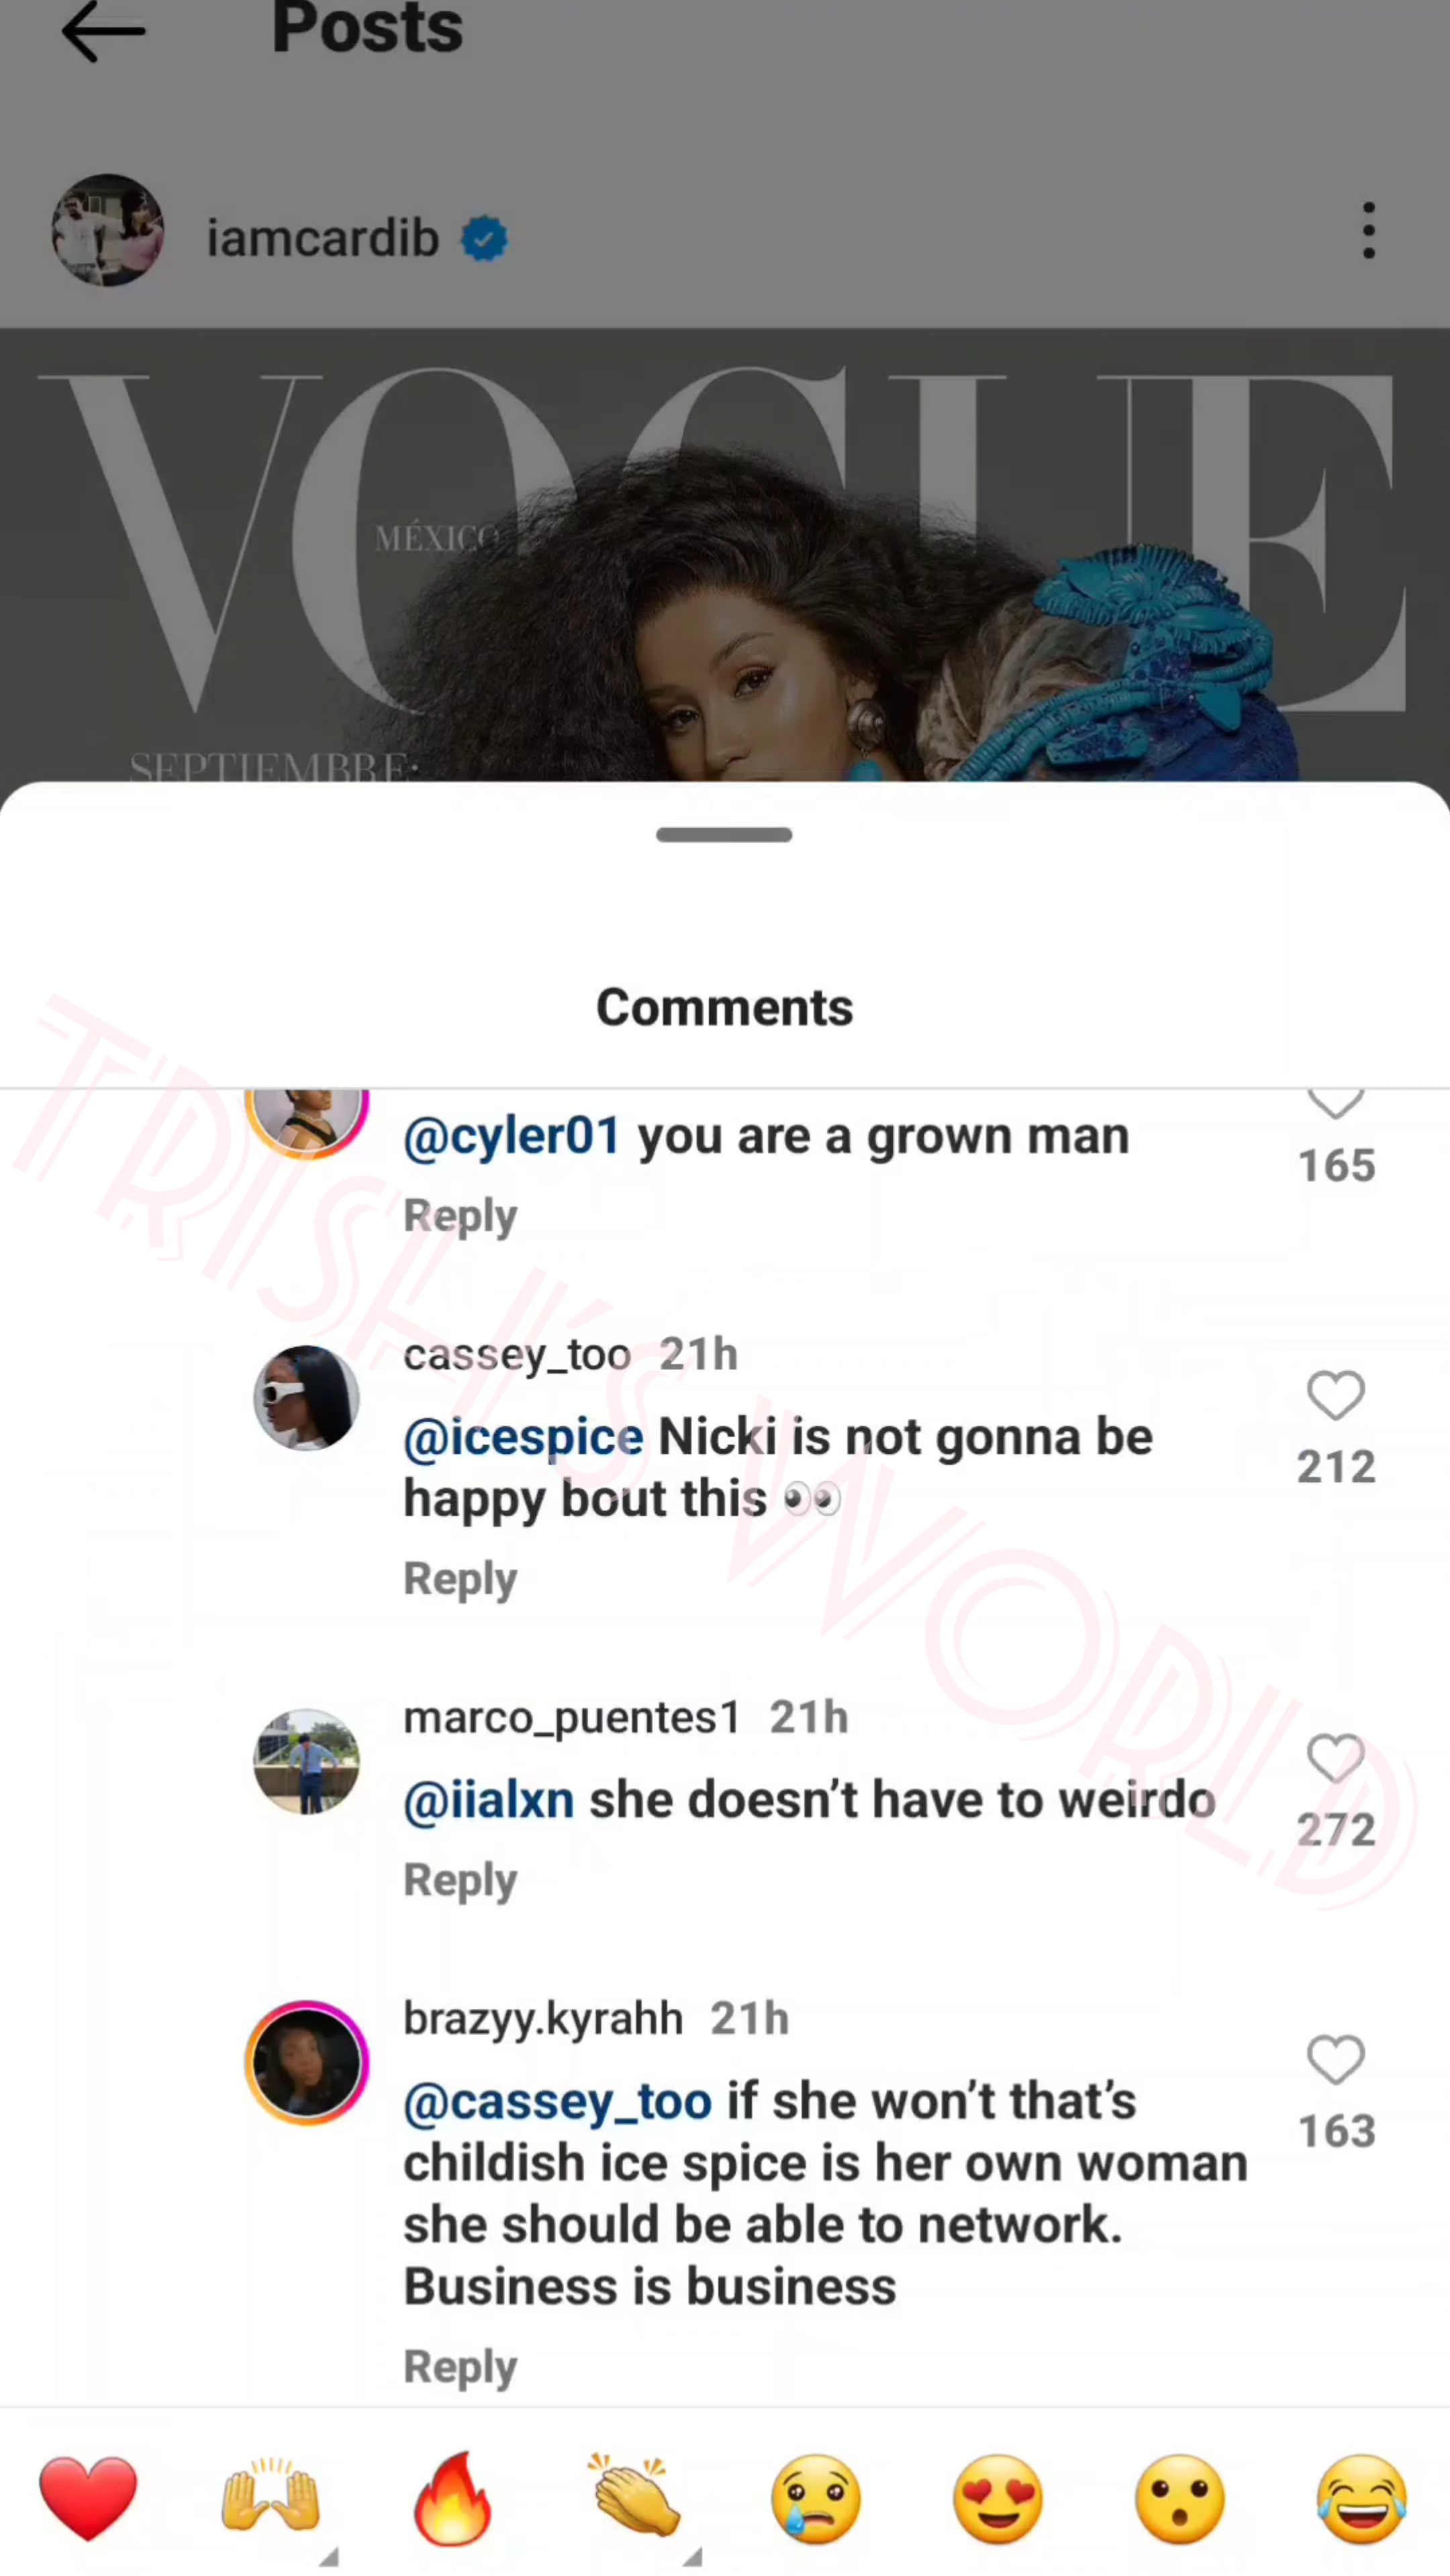 Posts
iamcardib
VOGUE
MÉXICO
SEPTIEMBRE:
Comments
@cyler01 you are a grown man
165
Reply
cassey_too 21h
@icespice Nicki is not gonna be
happy bout this 👀
212
Reply
marco_puentes1 21h
@iialxn she doesn’t have to weirdo
272
Reply
brazyy.kyrahh 21h
@cassey_too if she won’t that’s
childish ice spice is her own woman
she should be able to network.
Business is business
163
Reply
TRISH'S WORLD